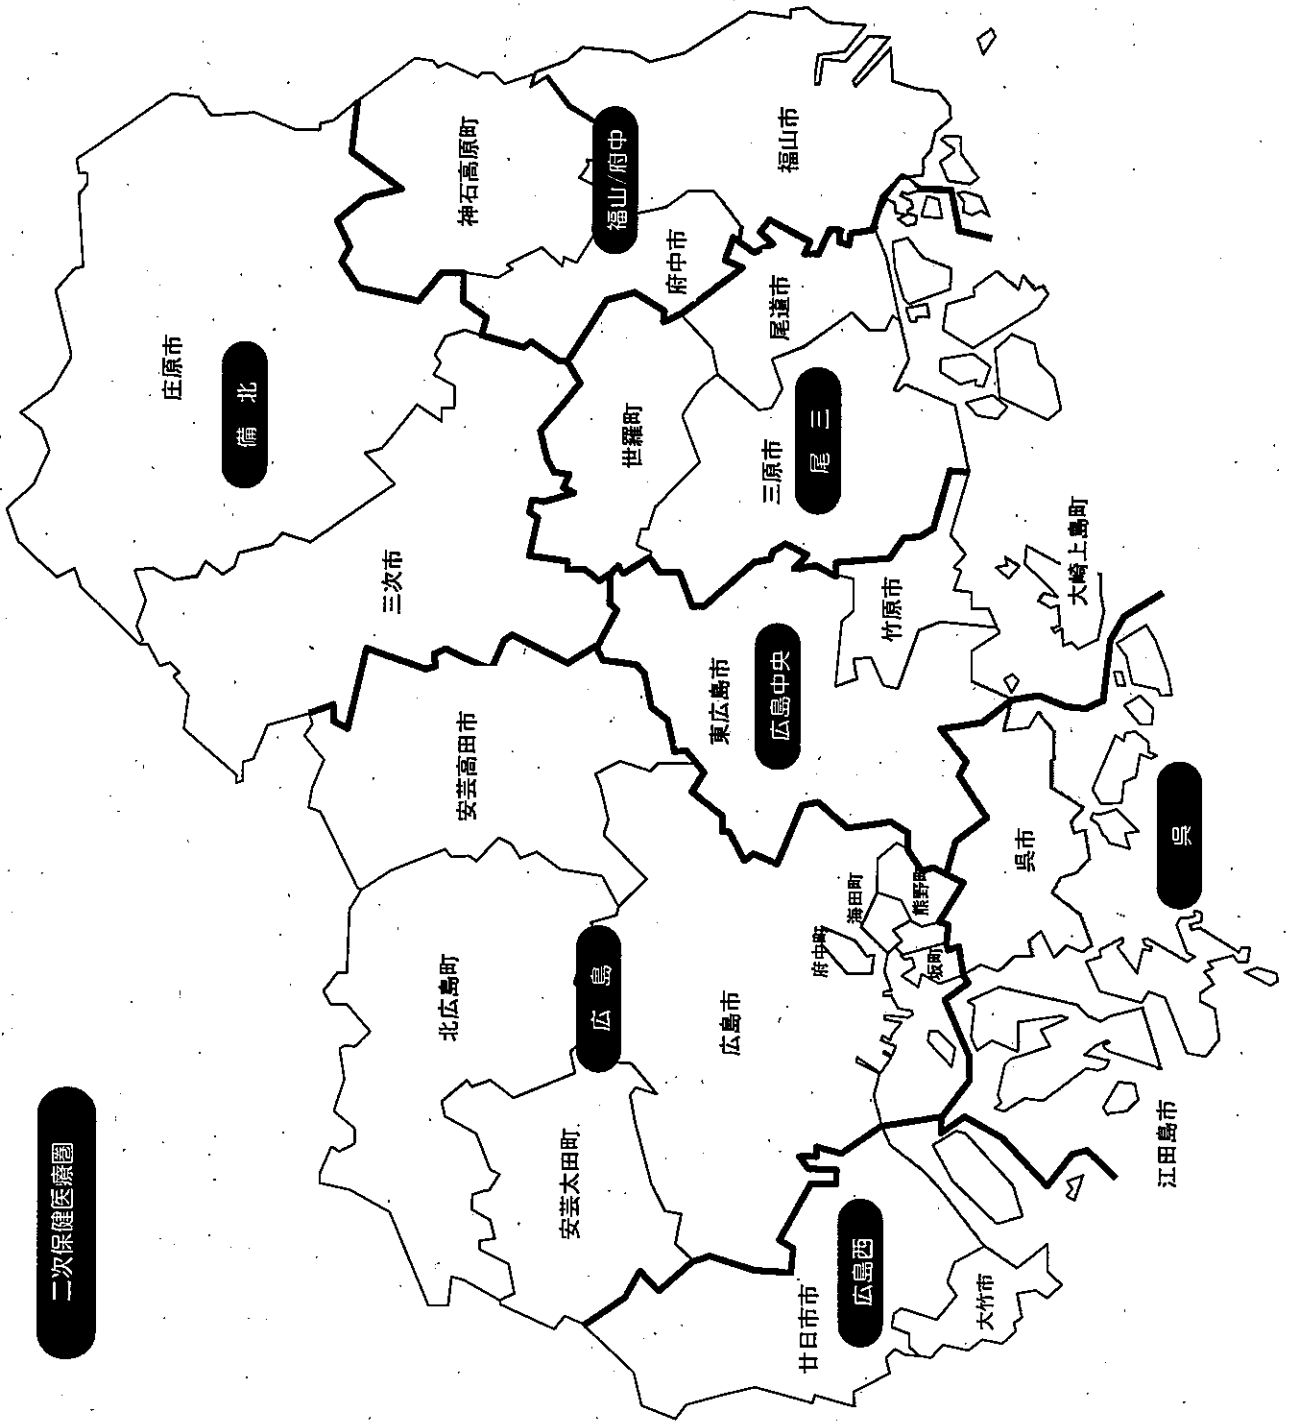 二次保健医療圏
庄原市
備 北
三次市
神石高原町
福山/府中
福山市
府中市
尾道市
世羅町
三原市
尾 三
安芸高田市
北広島町
広 島
安芸太田町
広島市
東広島市
広島中央
竹原市
大崎上島町
府中町
海田町
熊野町
坂町
呉市
呉
江田島市
廿日市市
広島西
大竹市